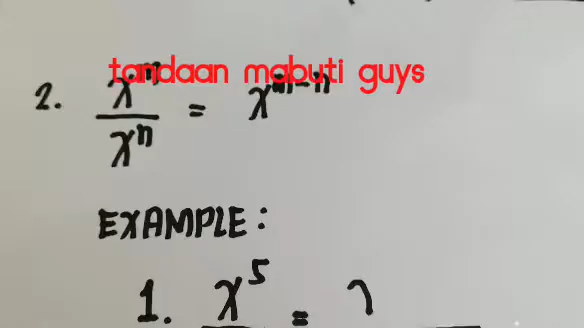 tandaan mabuti guys
2. x^m / x^n = x^m-n
EXAMPLE:
1. x^5 =